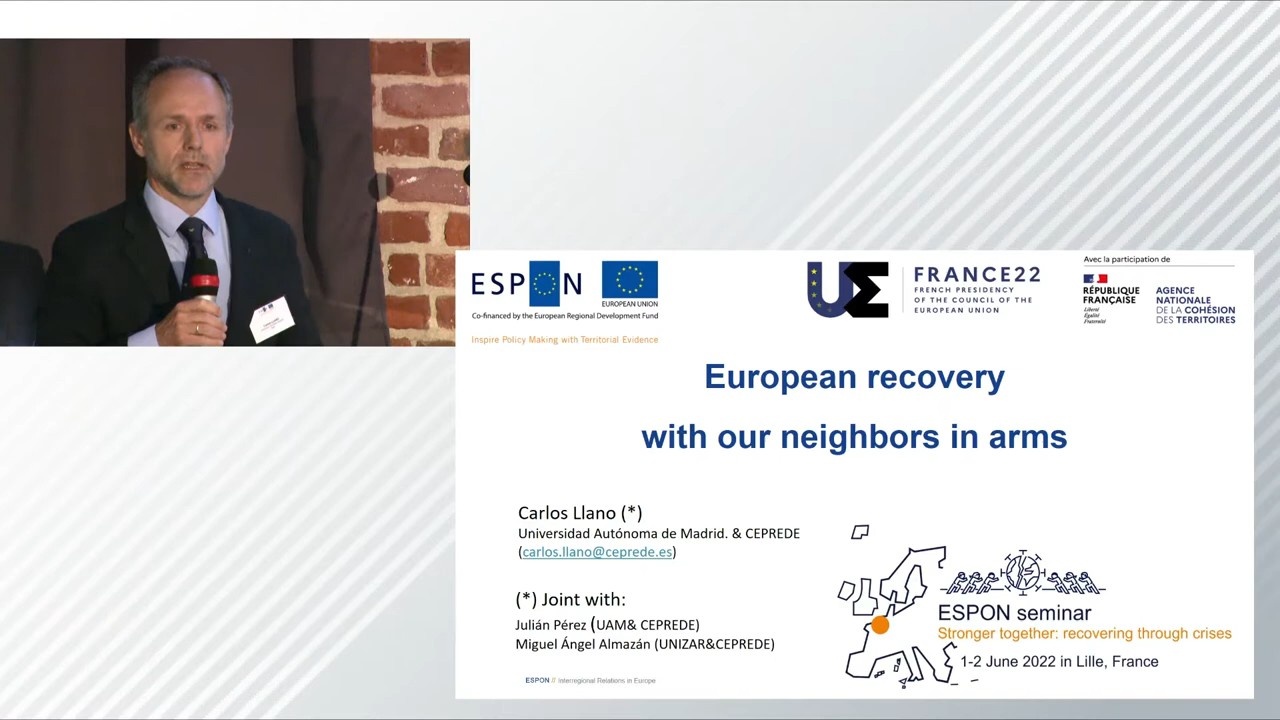 ESPON
EUROPEAN UNION
Co-financed by the European Regional Development Fund
Inspire Policy Making with Territorial Evidence
UE
FRANCE22
FRENCH PRESIDENCY
OF THE COUNCIL OF THE
EUROPEAN UNION
Avec la participation de
RÉPUBLIQUE
FRANÇAISE
Liberté
Égalité
Fraternité
AGENCE
NATIONALE
DE LA COHÉSION
DES TERRITOIRES
European recovery
with our neighbors in arms
Carlos Llano (*)
Universidad Autónoma de Madrid. & CEPREDE
(carlos.llano@ceprede.es)
(*) Joint with:
Julián Pérez (UAM& CEPREDE)
Miguel Ángel Almazán (UNIZAR&CEPREDE)
ESPON seminar
Stronger together: recovering through crises
1-2 June 2022 in Lille, France
ESPON // Interregional Relations in Europe